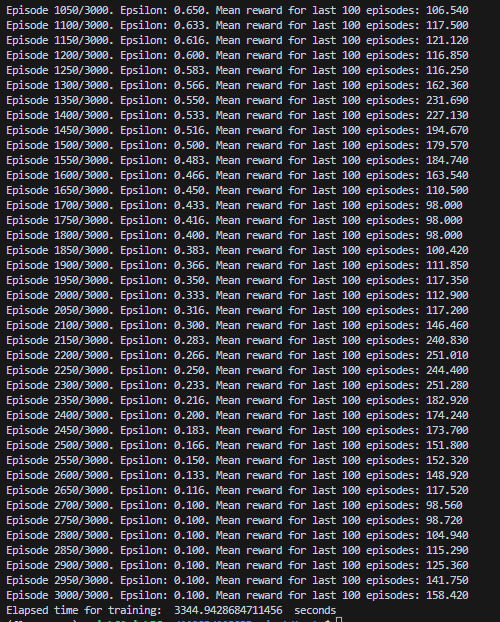 Episode 1050/3000. Epsilon: 0.650. Mean reward for last 100 episodes: 106.540
Episode 1100/3000. Epsilon: 0.633. Mean reward for last 100 episodes: 117.500
Episode 1150/3000. Epsilon: 0.616. Mean reward for last 100 episodes: 121.120
Episode 1200/3000. Epsilon: 0.600. Mean reward for last 100 episodes: 116.850
Episode 1250/3000. Epsilon: 0.583. Mean reward for last 100 episodes: 116.250
Episode 1300/3000. Epsilon: 0.566. Mean reward for last 100 episodes: 162.360
Episode 1350/3000. Epsilon: 0.550. Mean reward for last 100 episodes: 231.690
Episode 1400/3000. Epsilon: 0.533. Mean reward for last 100 episodes: 227.130
Episode 1450/3000. Epsilon: 0.516. Mean reward for last 100 episodes: 194.670
Episode 1500/3000. Epsilon: 0.500. Mean reward for last 100 episodes: 179.570
Episode 1550/3000. Epsilon: 0.483. Mean reward for last 100 episodes: 184.740
Episode 1600/3000. Epsilon: 0.466. Mean reward for last 100 episodes: 163.540
Episode 1650/3000. Epsilon: 0.450. Mean reward for last 100 episodes: 110.500
Episode 1700/3000. Epsilon: 0.433. Mean reward for last 100 episodes: 98.000
Episode 1750/3000. Epsilon: 0.416. Mean reward for last 100 episodes: 98.000
Episode 1800/3000. Epsilon: 0.400. Mean reward for last 100 episodes: 98.000
Episode 1850/3000. Epsilon: 0.383. Mean reward for last 100 episodes: 100.420
Episode 1900/3000. Epsilon: 0.366. Mean reward for last 100 episodes: 111.850
Episode 1950/3000. Epsilon: 0.350. Mean reward for last 100 episodes: 117.350
Episode 2000/3000. Epsilon: 0.333. Mean reward for last 100 episodes: 112.900
Episode 2050/3000. Epsilon: 0.316. Mean reward for last 100 episodes: 117.200
Episode 2100/3000. Epsilon: 0.300. Mean reward for last 100 episodes: 146.460
Episode 2150/3000. Epsilon: 0.283. Mean reward for last 100 episodes: 240.830
Episode 2200/3000. Epsilon: 0.266. Mean reward for last 100 episodes: 251.010
Episode 2250/3000. Epsilon: 0.250. Mean reward for last 100 episodes: 244.400
Episode 2300/3000. Epsilon: 0.233. Mean reward for last 100 episodes: 251.280
Episode 2350/3000. Epsilon: 0.216. Mean reward for last 100 episodes: 182.920
Episode 2400/3000. Epsilon: 0.200. Mean reward for last 100 episodes: 174.240
Episode 2450/3000. Epsilon: 0.183. Mean reward for last 100 episodes: 173.700
Episode 2500/3000. Epsilon: 0.166. Mean reward for last 100 episodes: 151.800
Episode 2550/3000. Epsilon: 0.150. Mean reward for last 100 episodes: 152.320
Episode 2600/3000. Epsilon: 0.133. Mean reward for last 100 episodes: 148.920
Episode 2650/3000. Epsilon: 0.116. Mean reward for last 100 episodes: 117.520
Episode 2700/3000. Epsilon: 0.100. Mean reward for last 100 episodes: 98.560
Episode 2750/3000. Epsilon: 0.100. Mean reward for last 100 episodes: 98.720
Episode 2800/3000. Epsilon: 0.100. Mean reward for last 100 episodes: 104.940
Episode 2850/3000. Epsilon: 0.100. Mean reward for last 100 episodes: 115.290
Episode 2900/3000. Epsilon: 0.100. Mean reward for last 100 episodes: 125.360
Episode 2950/3000. Epsilon: 0.100. Mean reward for last 100 episodes: 141.750
Episode 3000/3000. Epsilon: 0.100. Mean reward for last 100 episodes: 158.420
Elapsed time for training:  3344.9428684711456  seconds